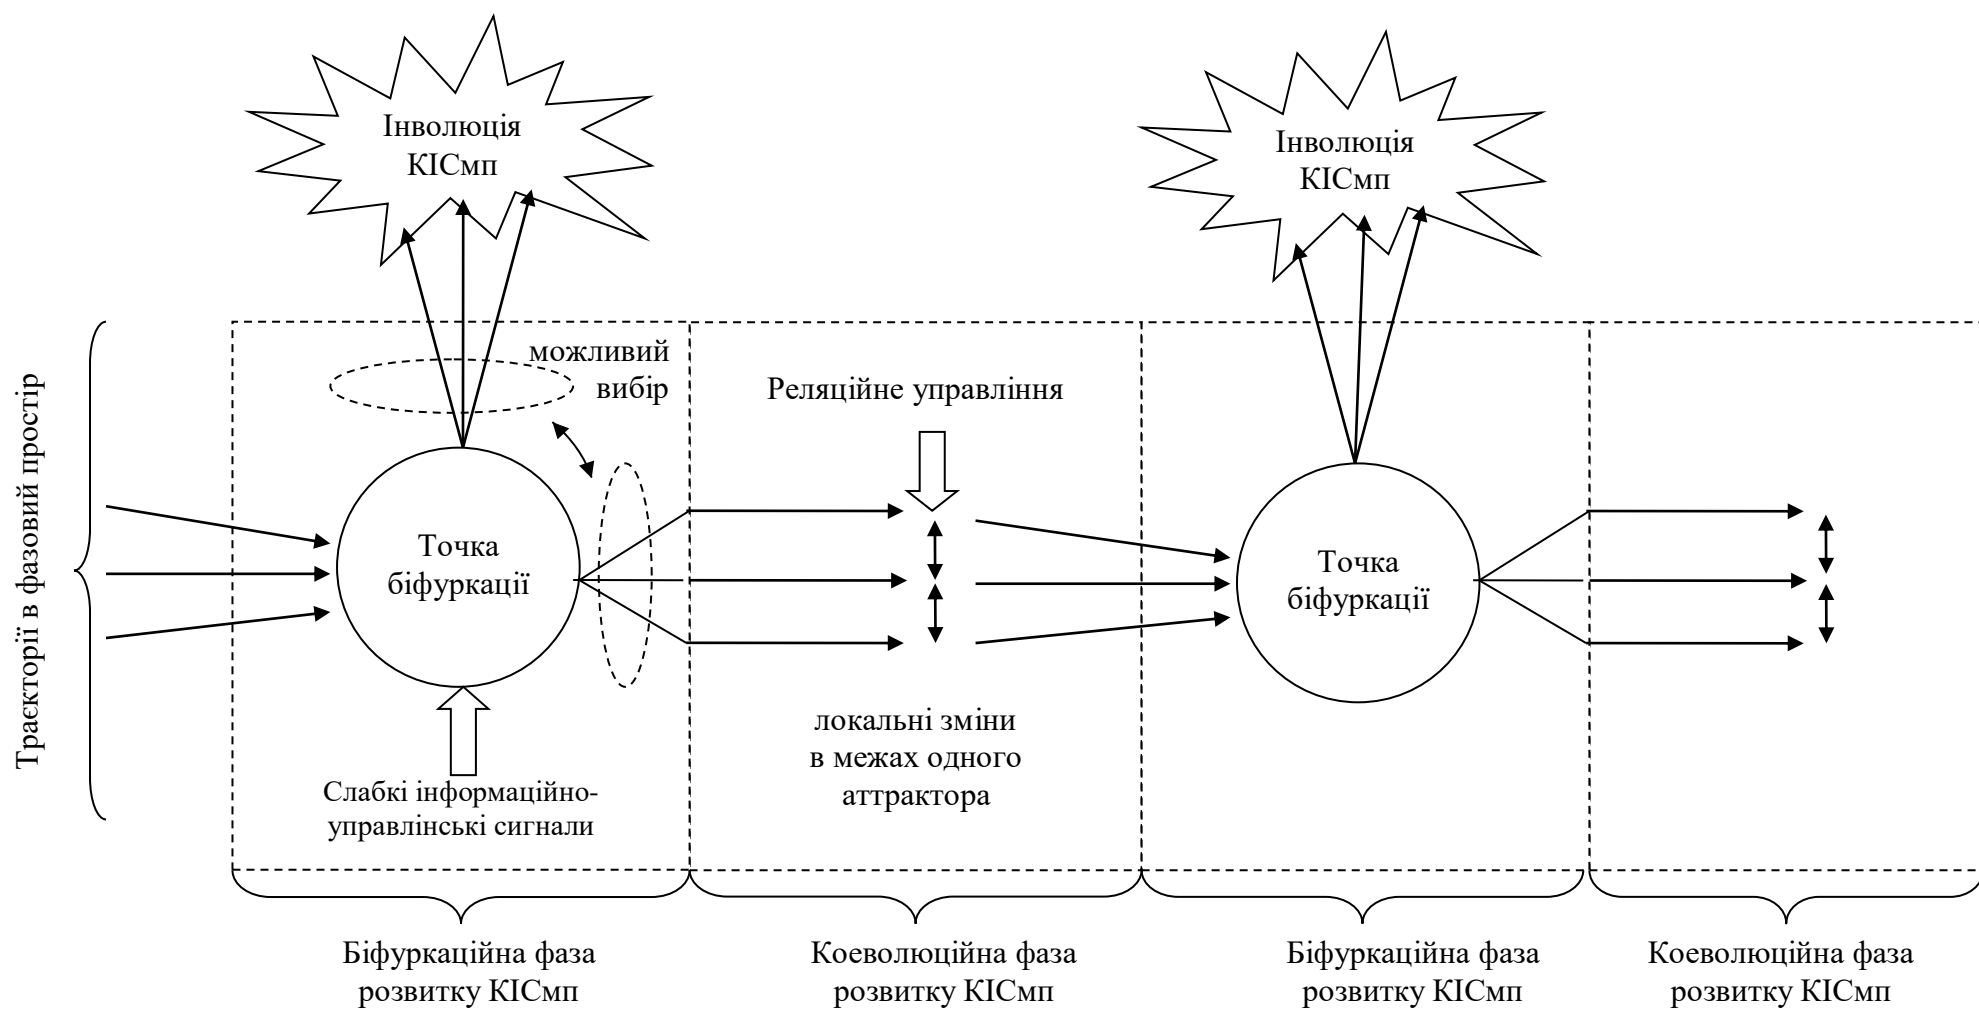 Інволюція
КІСмп
Інволюція
КІСмп
Траєкторії в фазовий простір
можливий
вибір
Реляційне управління
Точка
біфуркації
Точка
біфуркації
локальні зміни
в межах одного
аттрактора
Слабкі інформаційно-
управлінські сигнали
Біфуркаційна фаза
розвитку КІСмп
Коеволюційна фаза
розвитку КІСмп
Біфуркаційна фаза
розвитку КІСмп
Коеволюційна фаза
розвитку КІСмп